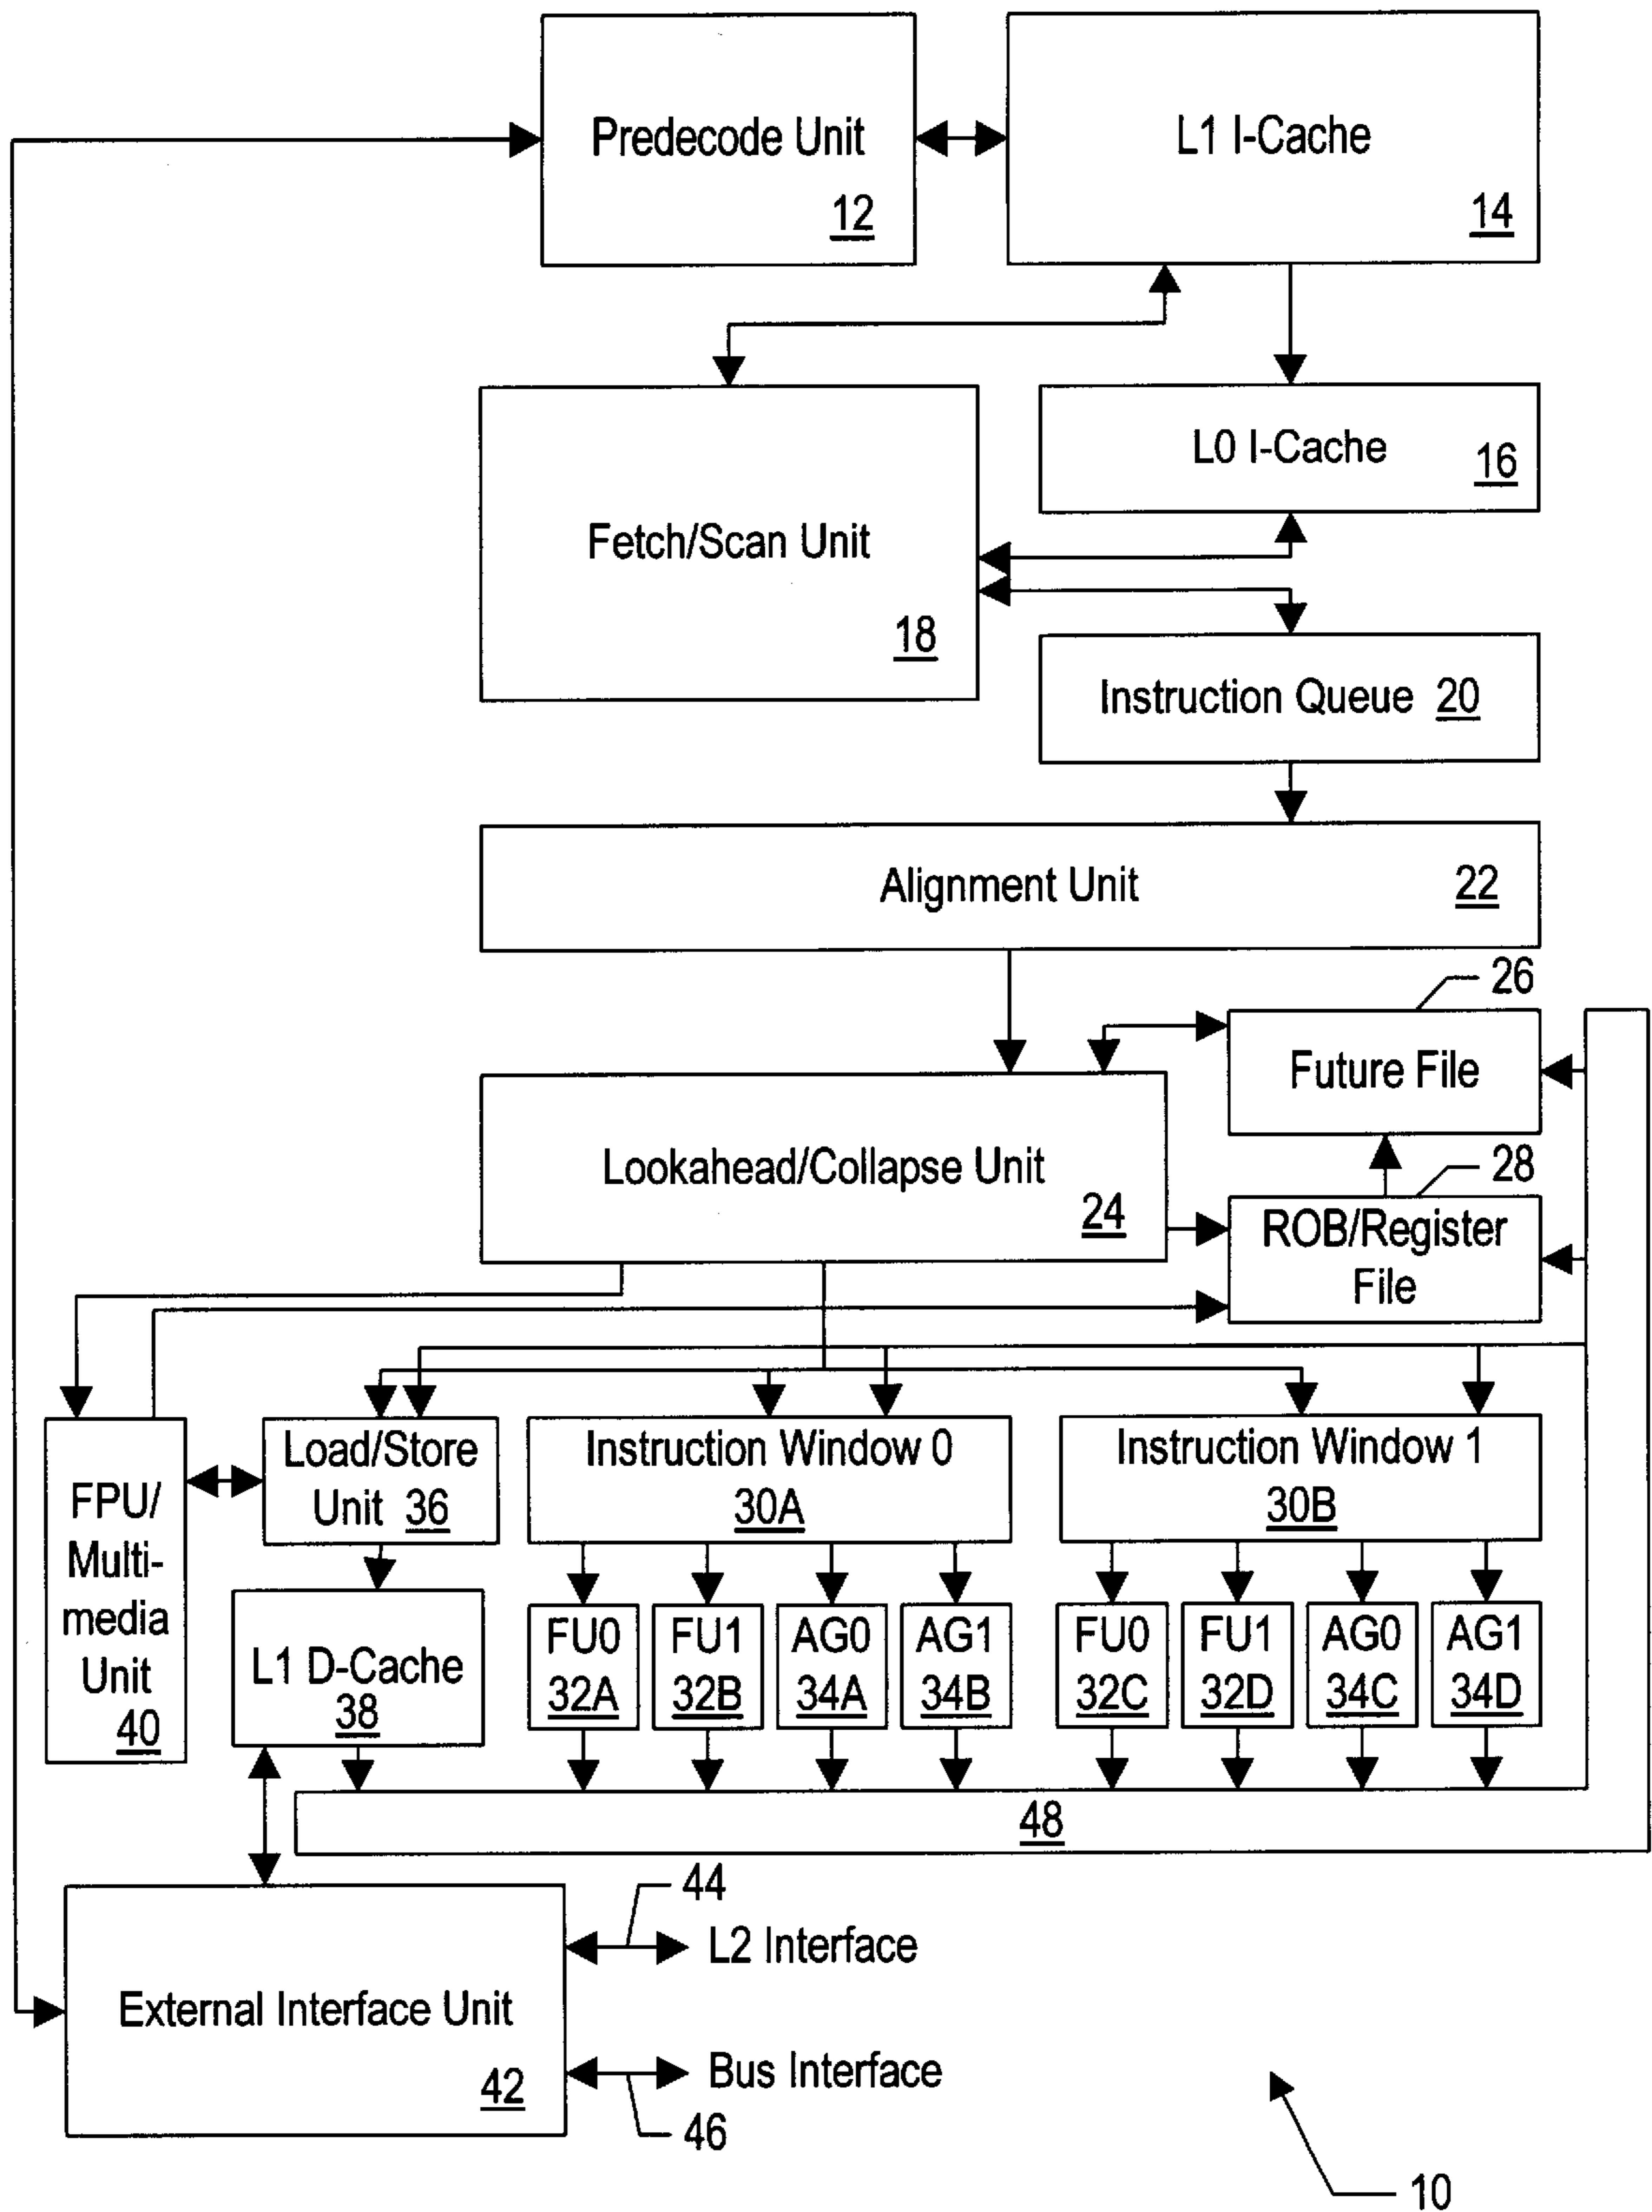 Predecode Unit
12
L1 I-Cache
14
L0 I-Cache
16
Fetch/Scan Unit
18
Instruction Queue 20
Alignment Unit
22
26
Future File
Lookahead/Collapse Unit
24
28
ROB/Register
File
FPU/
Multi-
media
Unit
40
Load/Store
Unit 36
Instruction Window 0
30A
Instruction Window 1
30B
L1 D-Cache
38
FU0
32A
FU1
32B
AG0
34A
AG1
34B
FU0
32C
FU1
32D
AG0
34C
AG1
34D
48
External Interface Unit
42
44
L2 Interface
Bus Interface
46
10